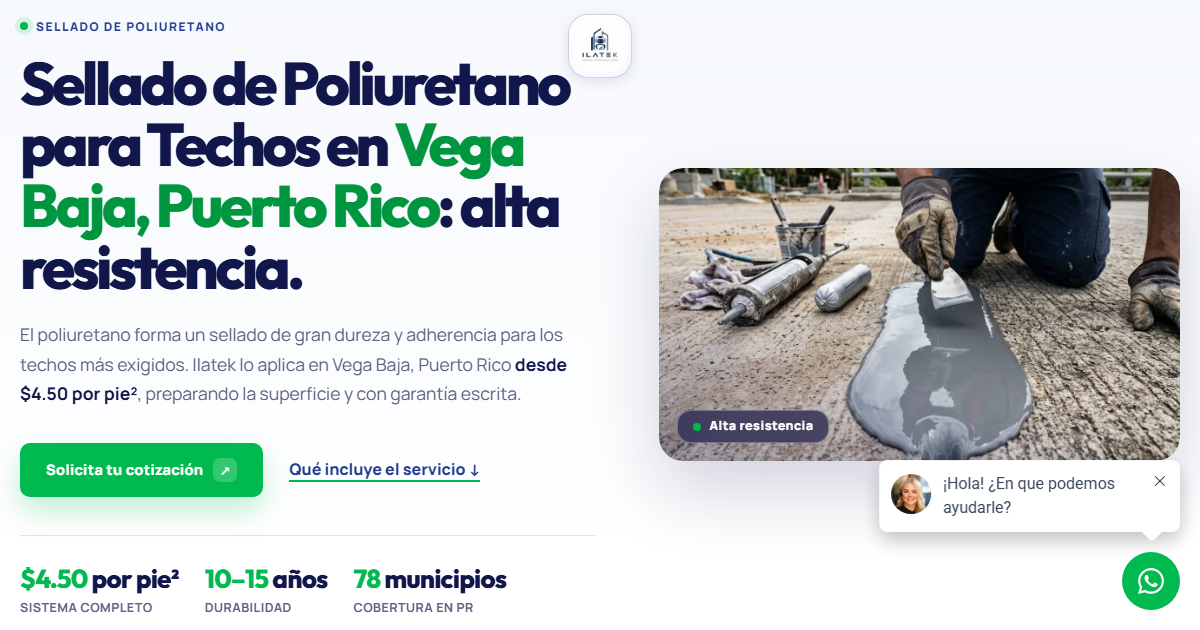 SELLADO DE POLIURETANO
ILATEK
Sellado de Poliuretano
para Techos en Vega
Baja, Puerto Rico: alta
resistencia.
El poliuretano forma un sellado de gran dureza y adherencia para los
techos más exigidos. Ilatek lo aplica en Vega Baja, Puerto Rico desde
$4.50 por pie², preparando la superficie y con garantía escrita.
Solicita tu cotización ↗
Qué incluye el servicio ↓
$4.50 por pie²
SISTEMA COMPLETO
10–15 años
DURABILIDAD
78 municipios
COBERTURA EN PR
Alta resistencia
¡Hola! ¿En que podemos
ayudarle?